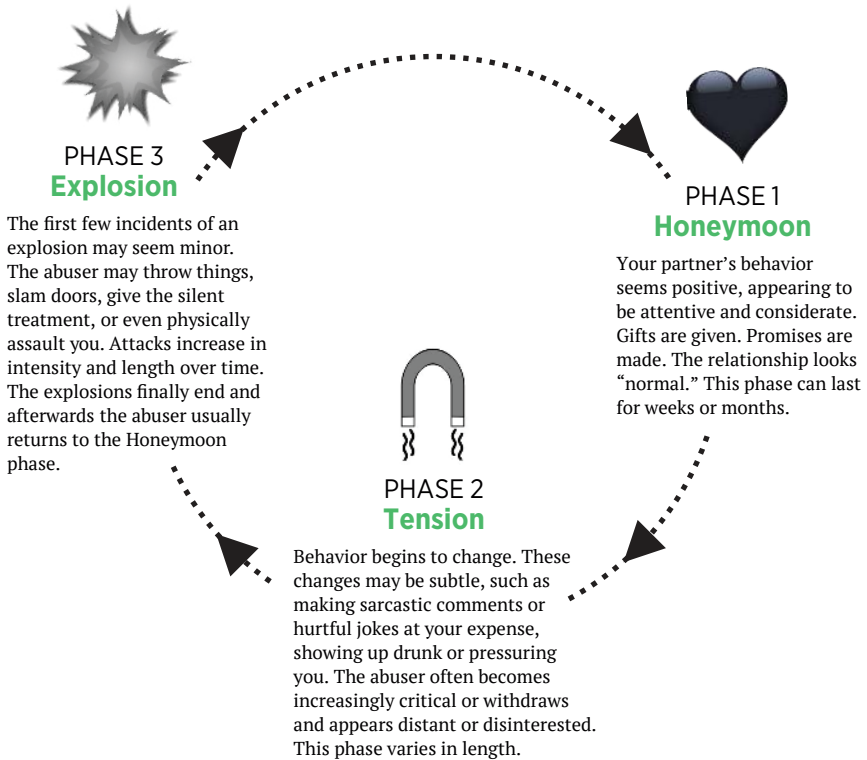 PHASE 3
Explosion
The first few incidents of an
explosion may seem minor.
The abuser may throw things,
slam doors, give the silent
treatment, or even physically
assault you. Attacks increase in
intensity and length over time.
The explosions finally end and
afterwards the abuser usually
returns to the Honeymoon
phase.
PHASE 1
Honeymoon
Your partner’s behavior
seems positive, appearing to
be attentive and considerate.
Gifts are given. Promises are
made. The relationship looks
“normal.” This phase can last
for weeks or months.
PHASE 2
Tension
Behavior begins to change. These
changes may be subtle, such as
making sarcastic comments or
hurtful jokes at your expense,
showing up drunk or pressuring
you. The abuser often becomes
increasingly critical or withdraws
and appears distant or disinterested.
This phase varies in length.